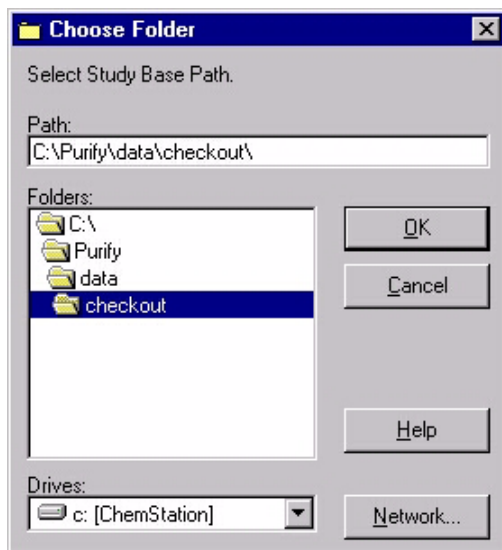 Choose Folder
Select Study Base Path.
Path:
C:\Purify\data\checkout\
Folders:
C:\
Purify
data
checkout
OK
Cancel
Help
Drives:
c: [ChemStation]
Network...